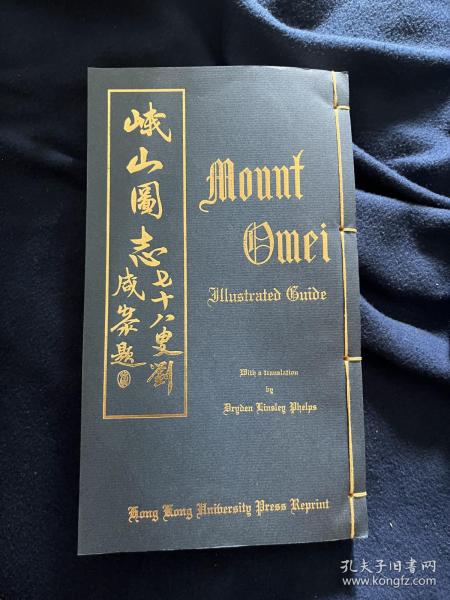 峨山圖志
七十八叟劉
咸滎題
Mount
Omei
Illustrated Guide
With a translation
by
Dryden Linsley Phelps
Hong Kong University Press Reprint
孔夫子旧书网
www.kongfz.com